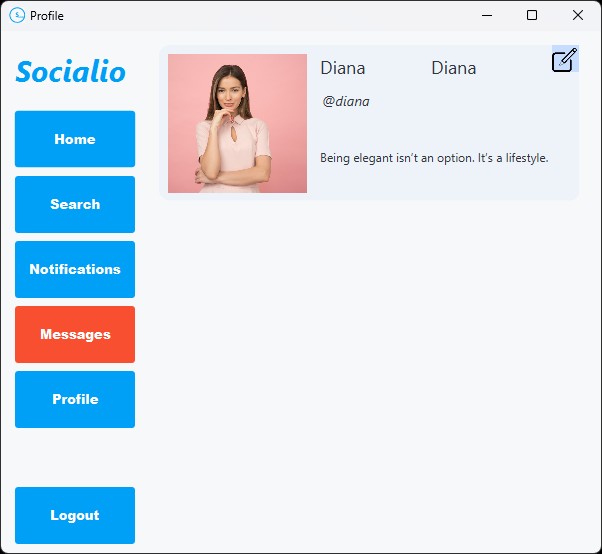 Profile
Socialio
Home
Search
Notifications
Messages
Profile
Logout
Diana Diana
@diana
Being elegant isn't an option. It's a lifestyle.